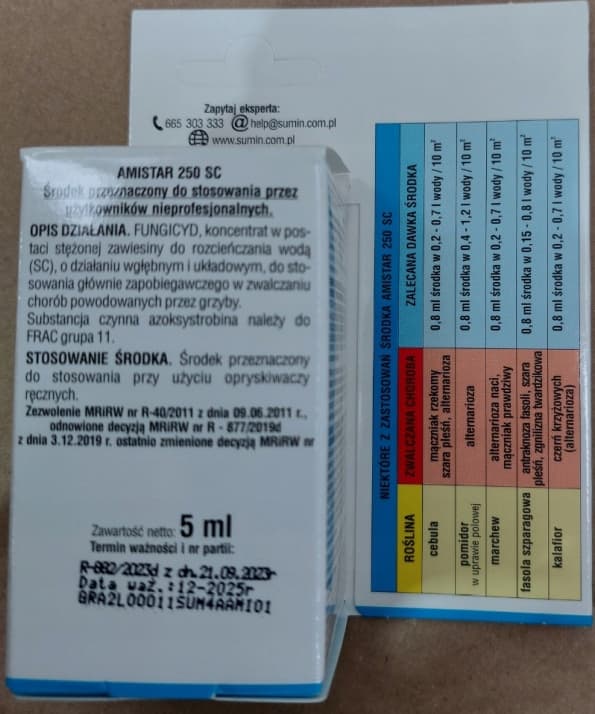 Zapytaj eksperta:
665 303 333 @help@sumin.com.pl
www.sumin.com.pl
AMISTAR 250 SC
Środek przeznaczony do stosowania przez
użytkowników nieprofesjonalnych.
OPIS DZIAŁANIA. FUNGICYD, koncentrat w pos-
taci stężonej zawiesiny do rozcieńczania wodą
(SC), o działaniu wgłębnym i układowym, do sto-
sowania głównie zapobiegawczego w zwalczaniu
chorób powodowanych przez grzyby.
Substancja czynna azoksystrobina należy do
FRAC grupa 11.
STOSOWANIE ŚRODKA. Środek przeznaczony
do stosowania przy użyciu opryskiwaczy
ręcznych.
Zezwolenie MRiRW nr R-40/2011 z dnia 09.06.2011 r.,
odnowione decyzją MRiRW nr R - 877/2019d
z dnia 3.12.2019 r. ostatnio zmienione decyzją MRiRW nr
Zawartość netto: 5 ml
Termin ważności i nr partii:
R-882/2023d z dn.21.09.2023r
Data waż.:12-2025r
GRA2L00011SUM4AAMI01
NIEKTÓRE Z ZASTOSOWAŃ ŚRODKA AMISTAR 250 SC
ROŚLINA ZWALCZANA CHOROBA ZALECANA DAWKA ŚRODKA
cebula mączniak rzekomy szara pleśń, alternarioza 0,8 ml środka w 0,2 - 0,7 l wody / 10 m²
pomidor w uprawie polowej alternarioza 0,8 ml środka w 0,4 - 1,2 l wody / 10 m²
marchew alternarioza naci, mączniak prawdziwy 0,8 ml środka w 0,2 - 0,7 l wody / 10 m²
fasola szparagowa antraknoza fasoli, szara pleśń, zgnilizna twardzikowa 0,8 ml środka w 0,15 - 0,8 l wody / 10 m²
kalafior czerń krzyżowych (alternarioza) 0,8 ml środka w 0,2 - 0,7 l wody / 10 m²